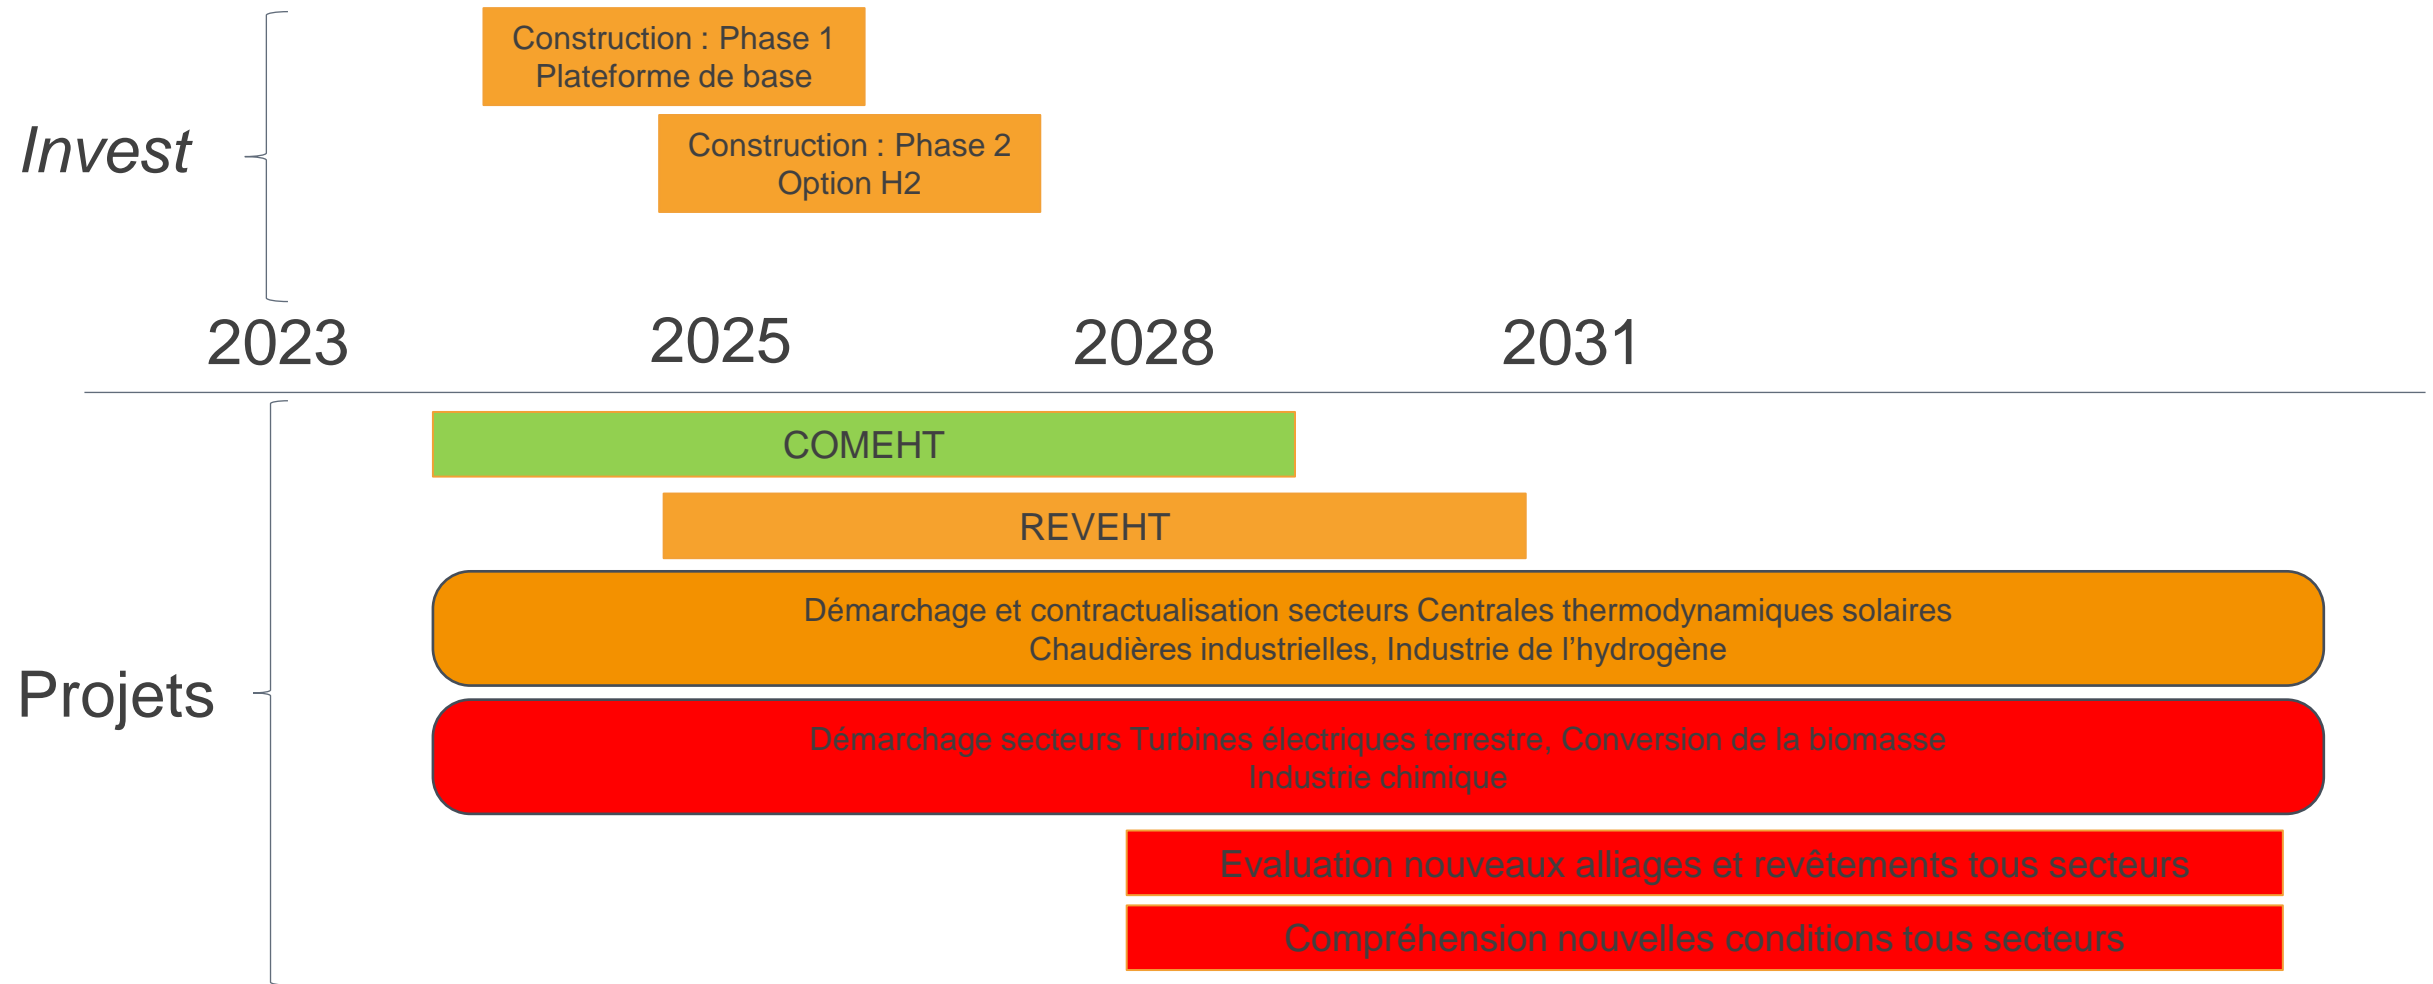 Construction : Phase 1
Plateforme de base
Construction : Phase 2
Option H2
Invest
2023 2025 2028 2031
COMEHT
REVEHT
Démarchage et contractualisation secteurs Centrales thermodynamiques solaires
Chaudières industrielles, Industrie de l’hydrogène
Projets
Démarchage secteurs Turbines électriques terrestre, Conversion de la biomasse
Industrie chimique
Evaluation nouveaux alliages et revêtements tous secteurs
Compréhension nouvelles conditions tous secteurs